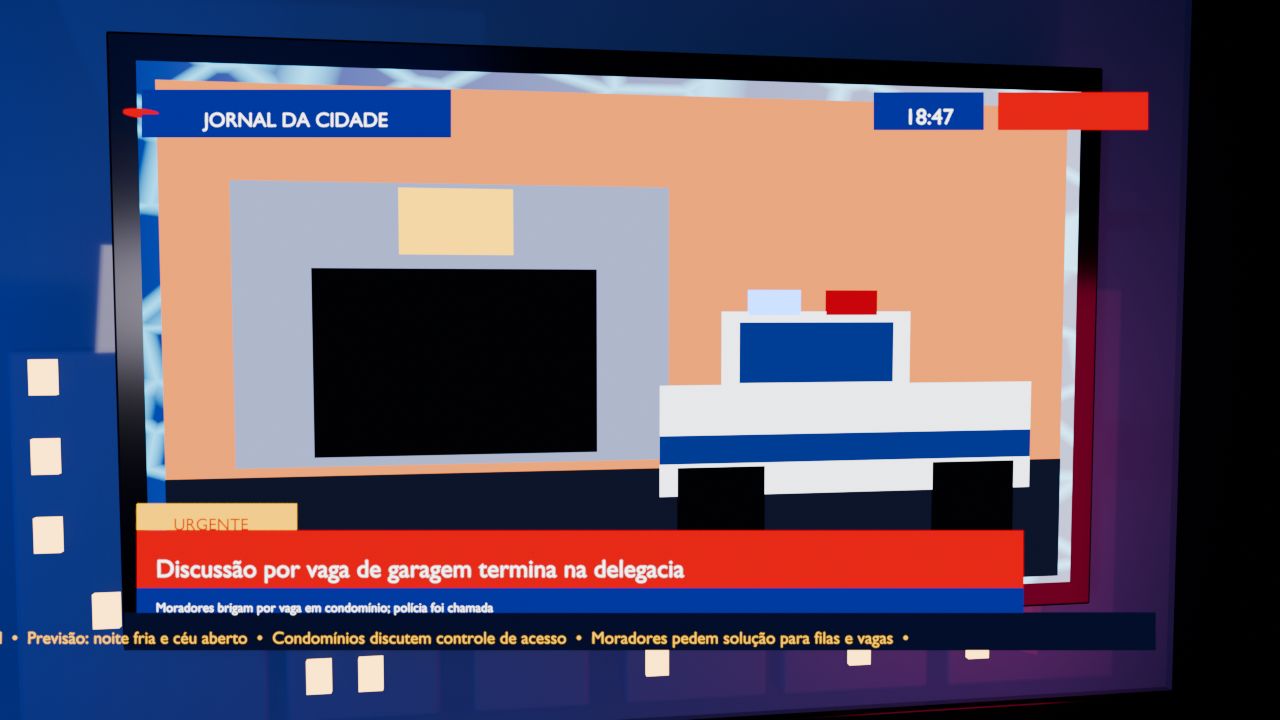 JORNAL DA CIDADE
18:47
URGENTE
Discussão por vaga de garagem termina na delegacia
Moradores brigam por vaga em condomínio; polícia foi chamada
• Previsão: noite fria e céu aberto • Condomínios discutem controle de acesso • Moradores pedem solução para filas e vagas •